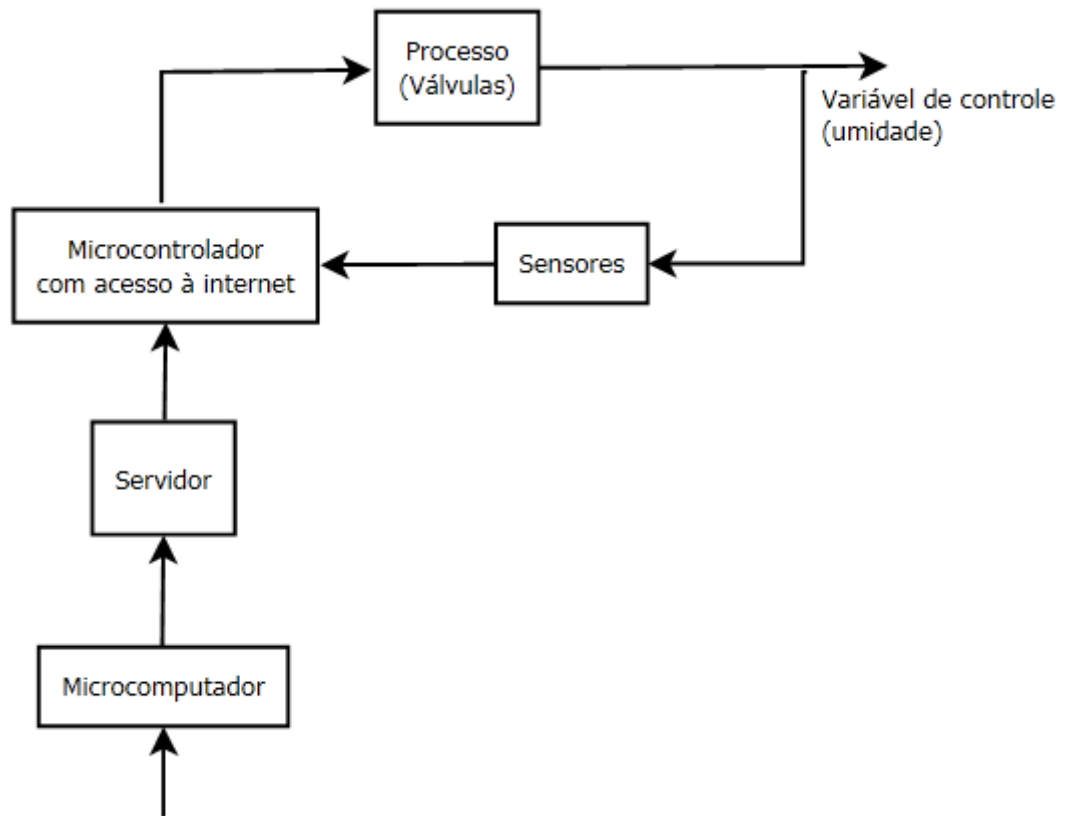 Processo
(Válvulas)
Variável de controle
(umidade)
Microcontrolador
com acesso à internet
Sensores
Servidor
Microcomputador